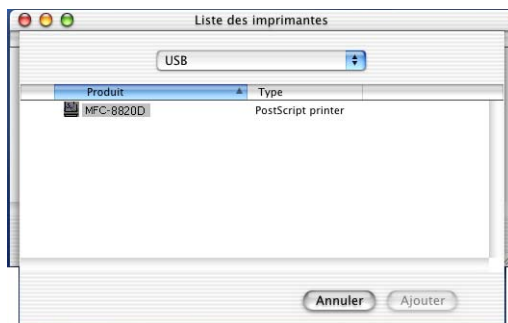 Liste des imprimantes
USB
Produit Type
MFC-8820D PostScript printer
Annuler Ajouter